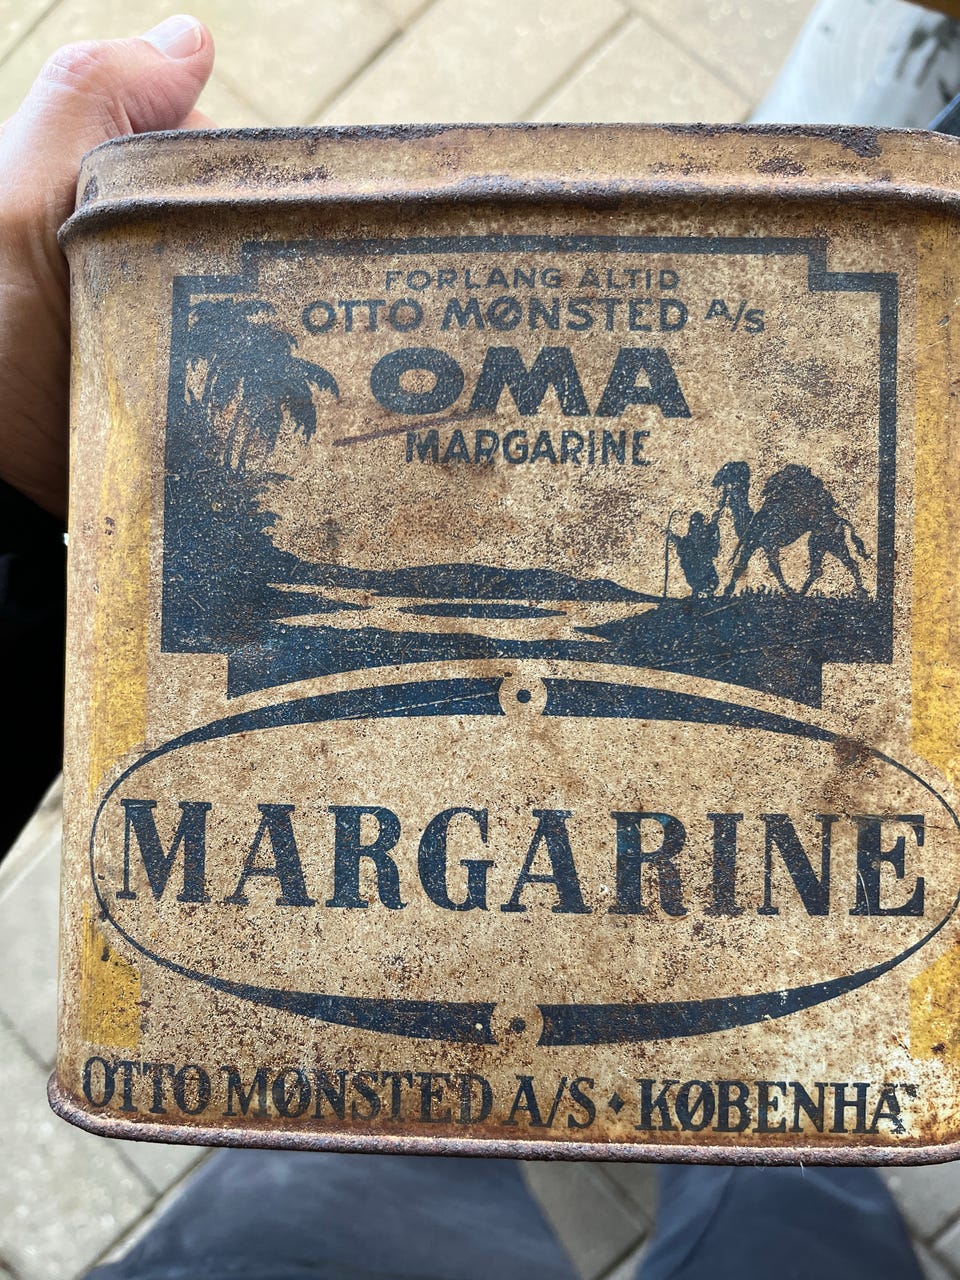 FORLANG ALTID
OTTO MØNSTED A/S
OMA
MARGARINE
MARGARINE
OTTO MØNSTED A/S · KØBENHA